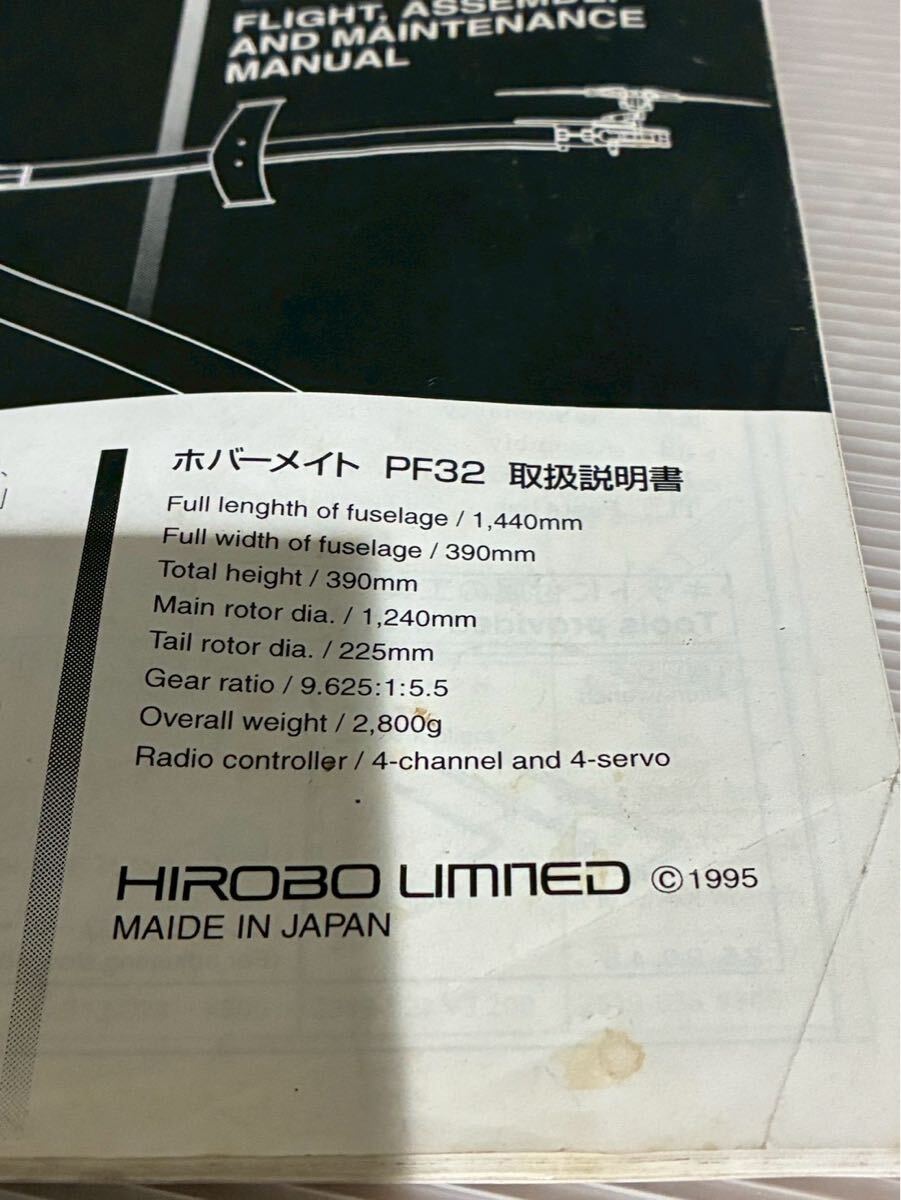 FLIGHT, ASSEMBLY
AND MAINTENANCE
MANUAL
ホバーメイト PF32 取扱説明書
Full lenghth of fuselage / 1,440mm
Full width of fuselage / 390mm
Total height / 390mm
Main rotor dia. / 1,240mm
Tail rotor dia. / 225mm
Gear ratio / 9.625:1:5.5
Overall weight / 2,800g
Radio controller / 4-channel and 4-servo
HIROBO LIMITED ©1995
MAIDE IN JAPAN